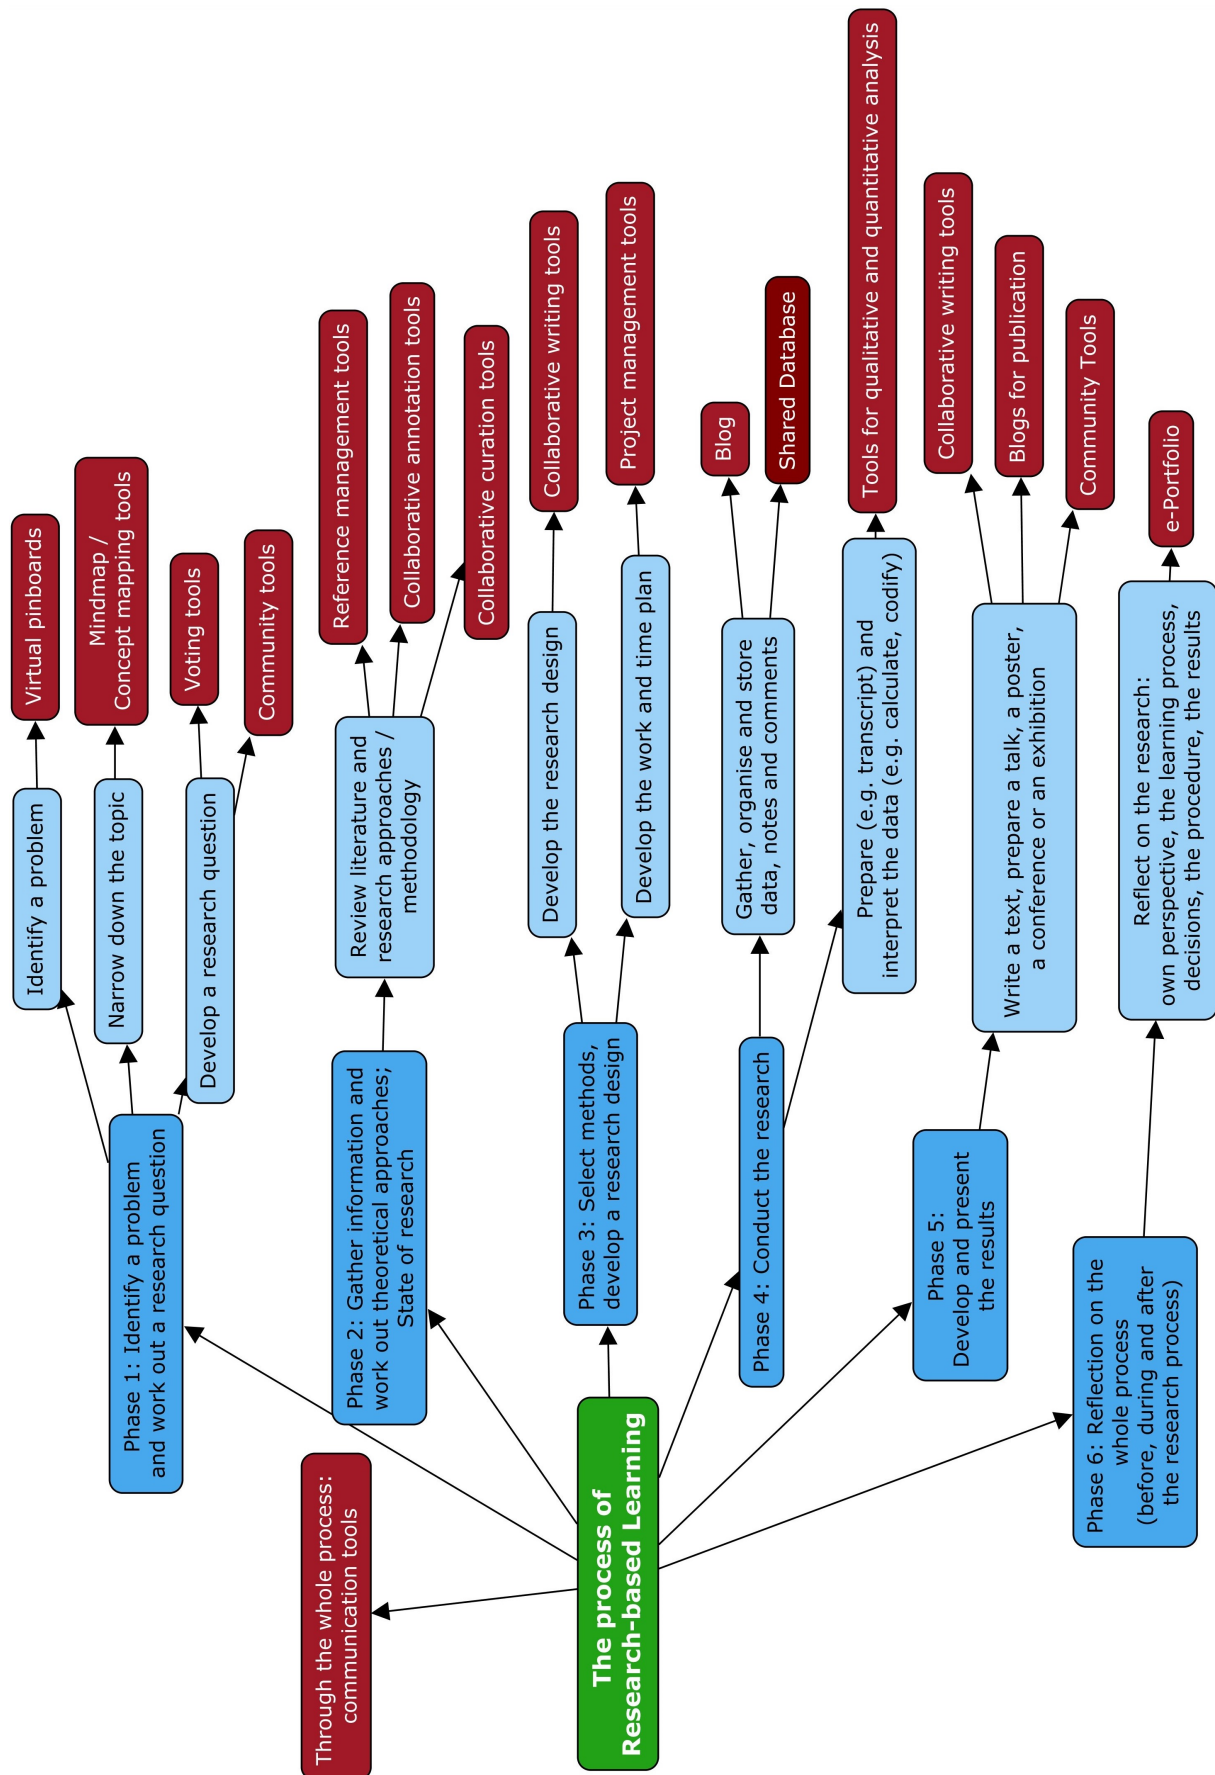 The process of
Research-based Learning
Through the whole process:
communication tools
Phase 1: Identify a problem
and work out a research question
Identify a problem
Virtual pinboards
Narrow down the topic
Mindmap /
Concept mapping tools
Develop a research question
Voting tools
Community tools
Phase 2: Gather information and
work out theoretical approaches;
State of research
Review literature and
research approaches /
methodology
Reference management tools
Collaborative annotation tools
Collaborative curation tools
Phase 3: Select methods,
develop a research design
Develop the research design
Collaborative writing tools
Develop the work and time plan
Project management tools
Phase 4: Conduct the research
Gather, organise and store
data, notes and comments
Blog
Shared Database
Prepare (e.g. transcript) and
interpret the data (e.g. calculate, codify)
Tools for qualitative and quantitative analysis
Phase 5:
Develop and present
the results
Write a text, prepare a talk, a poster,
a conference or an exhibition
Collaborative writing tools
Blogs for publication
Community Tools
Phase 6: Reflection on the
whole process
(before, during and after
the research process)
Reflect on the research:
own perspective, the learning process,
decisions, the procedure, the results
e-Portfolio